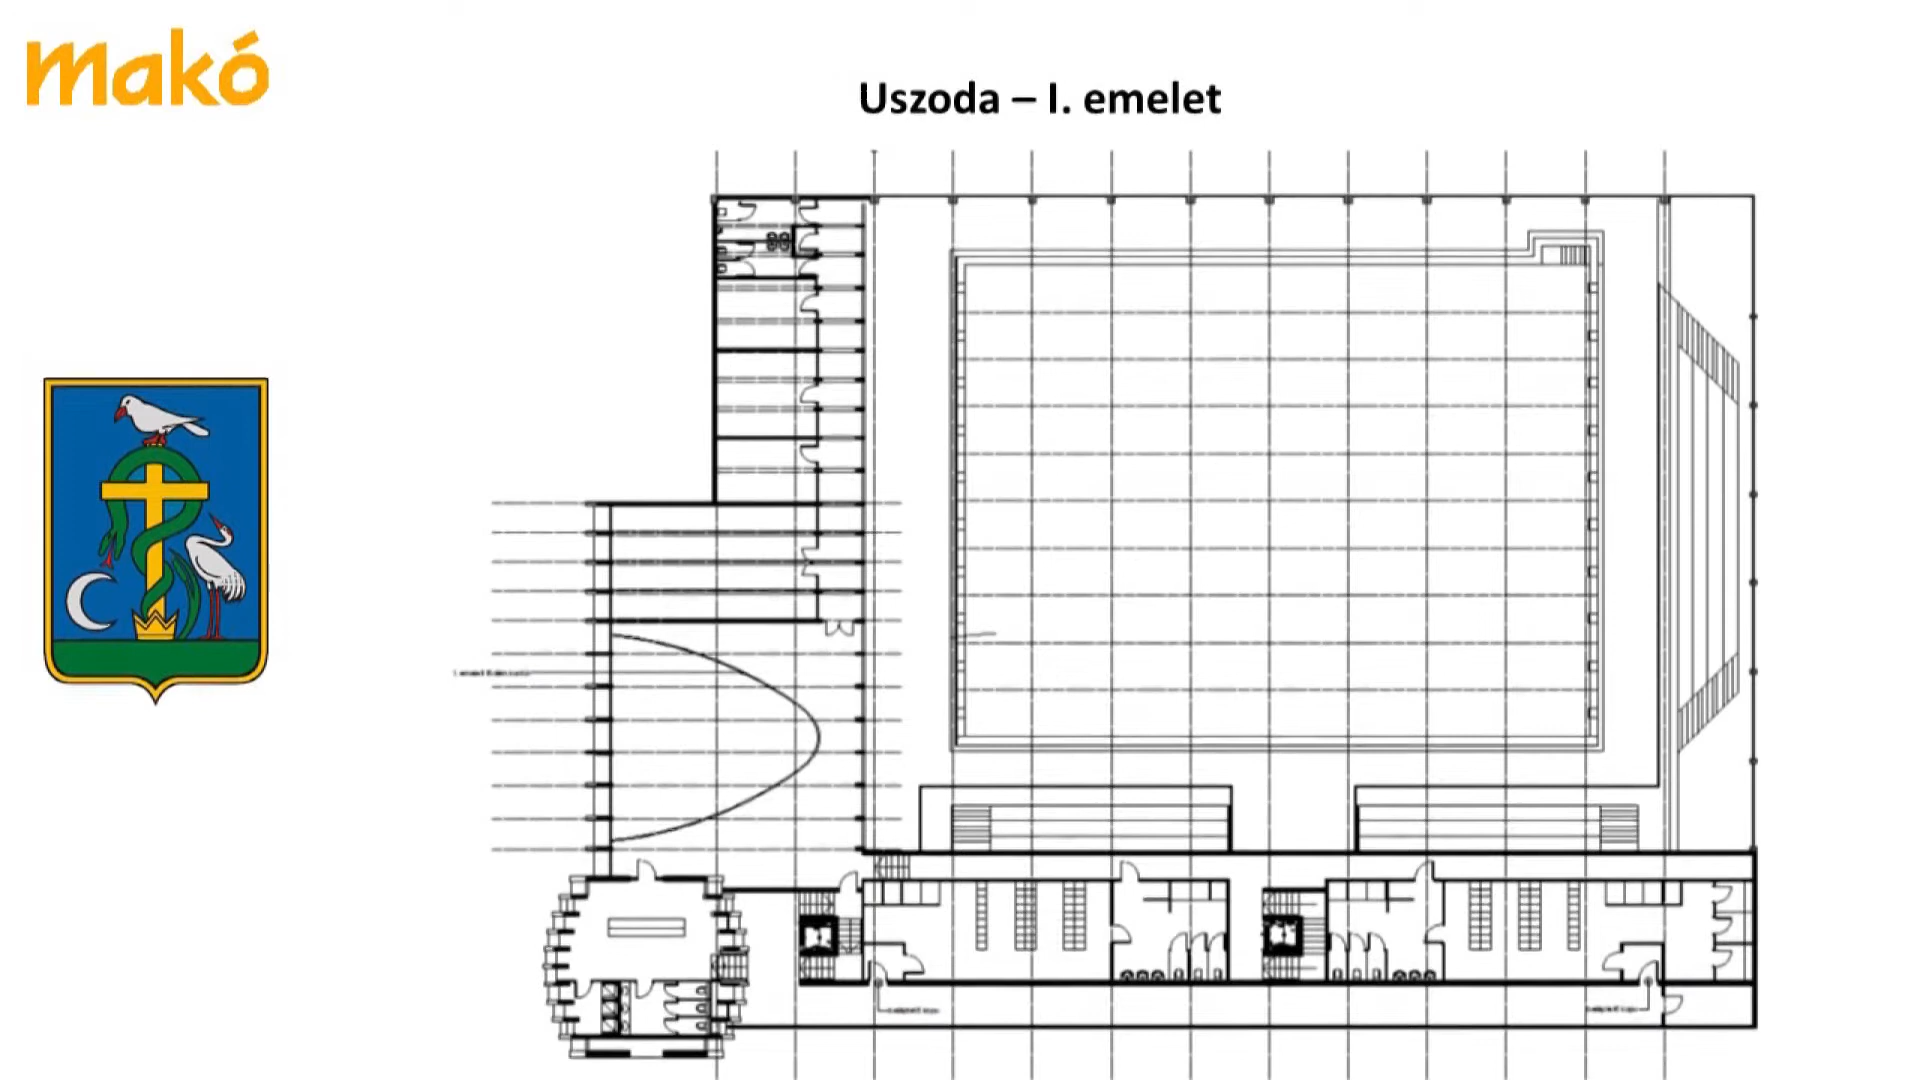 makó
Uszoda – I. emelet